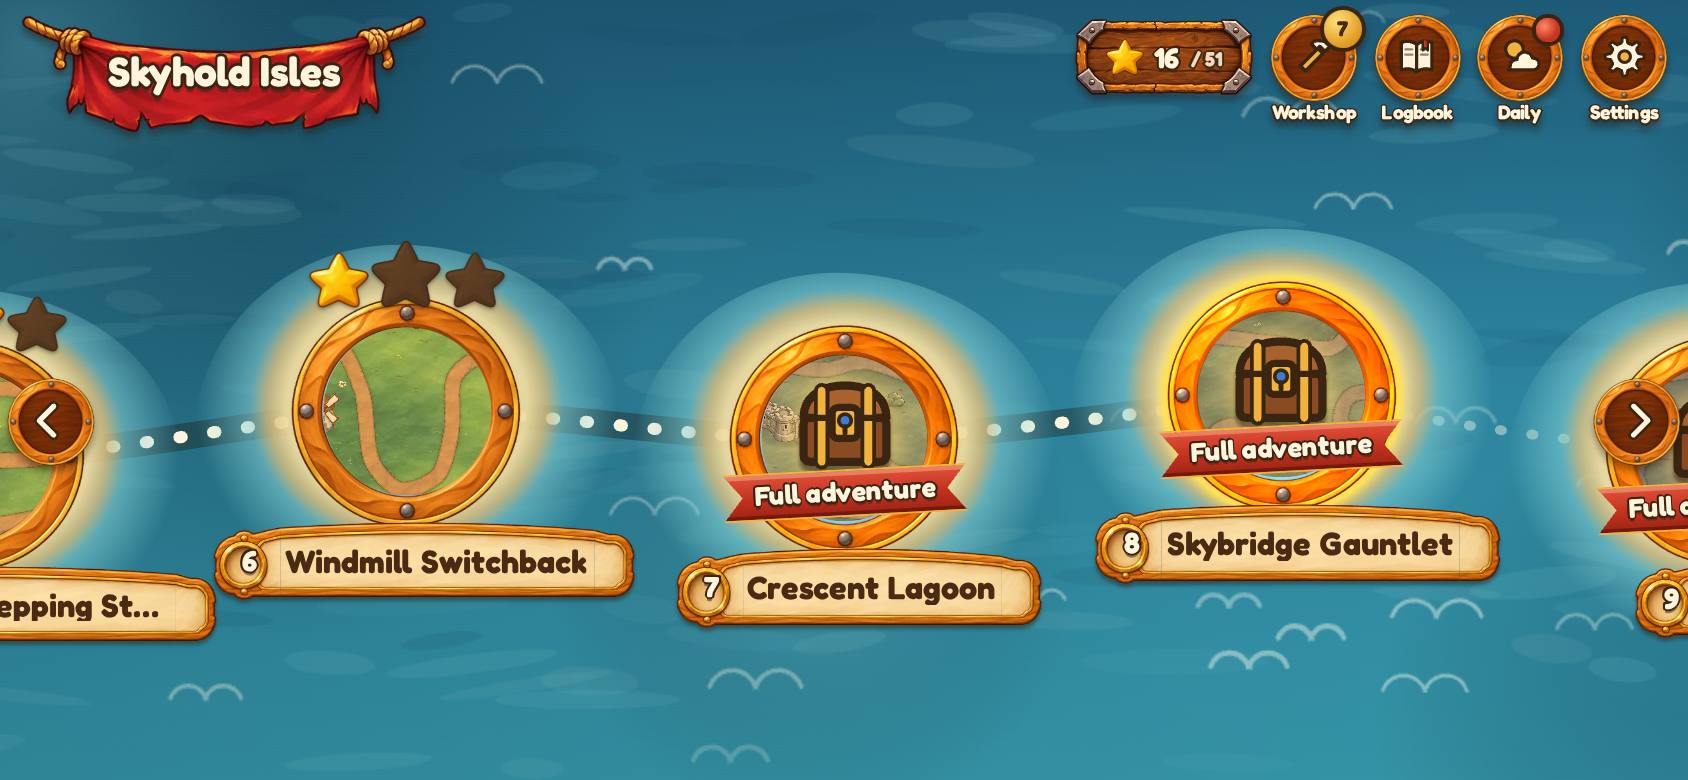 Skyhold Isles
16 /51
7
Workshop
Logbook
Daily
Settings
epping St...
6 Windmill Switchback
Full adventure
7 Crescent Lagoon
Full adventure
8 Skybridge Gauntlet
Full a
9